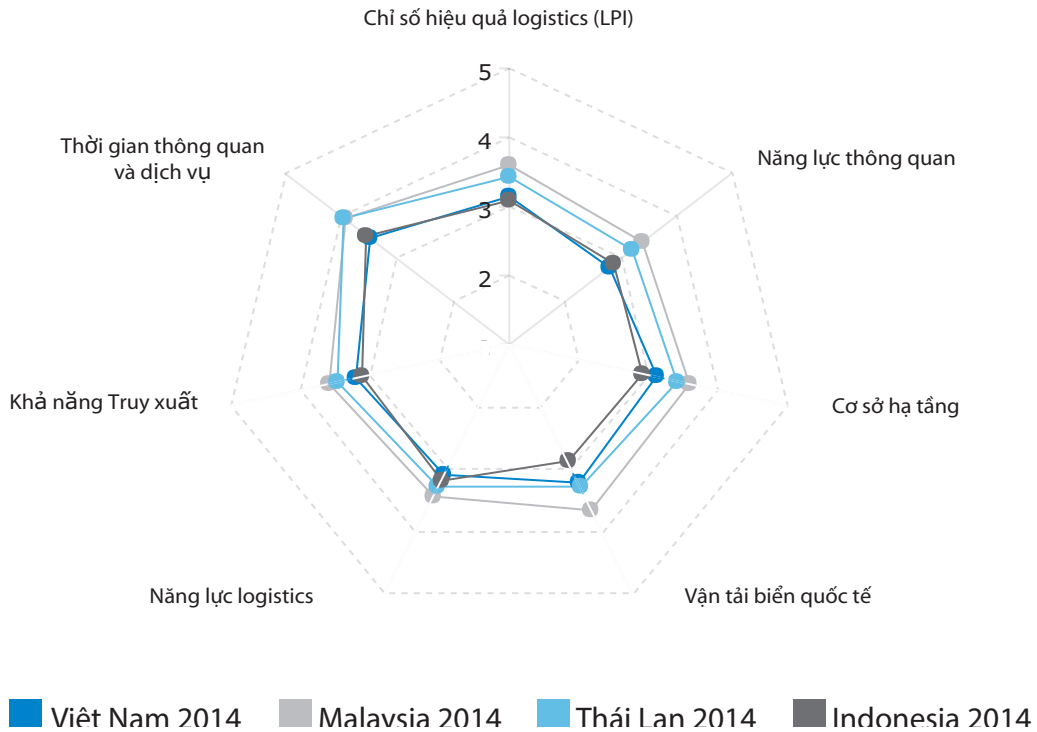 Chỉ số hiệu quả logistics (LPI)
5
Thời gian thông quan
và dịch vụ
4
Năng lực thông quan
3
2
Khả năng Truy xuất
Cơ sở hạ tầng
Năng lực logistics
Vận tải biển quốc tế
Việt Nam 2014
Malaysia 2014
Thái Lan 2014
Indonesia 2014